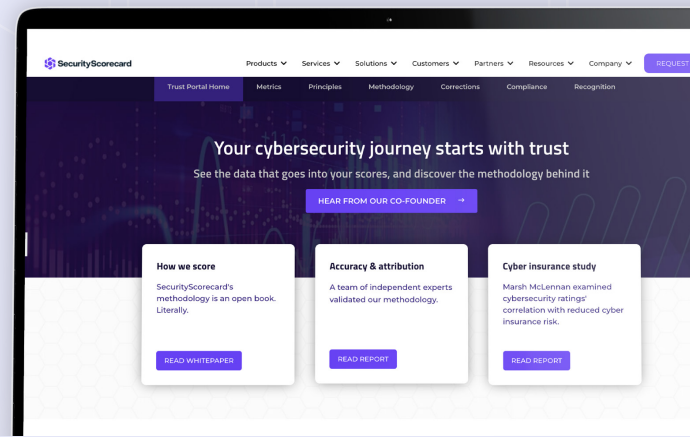 SecurityScorecard
Products Services Solutions Customers Partners Resources Company REQUEST
Trust Portal Home Metrics Principles Methodology Corrections Compliance Recognition
Your cybersecurity journey starts with trust
See the data that goes into your scores, and discover the methodology behind it
HEAR FROM OUR CO-FOUNDER →
How we score
SecurityScorecard's
methodology is an open book.
Literally.
READ WHITEPAPER
Accuracy & attribution
A team of independent experts
validated our methodology.
READ REPORT
Cyber insurance study
Marsh McLennan examined
cybersecurity ratings'
correlation with reduced cyber
insurance risk.
READ REPORT